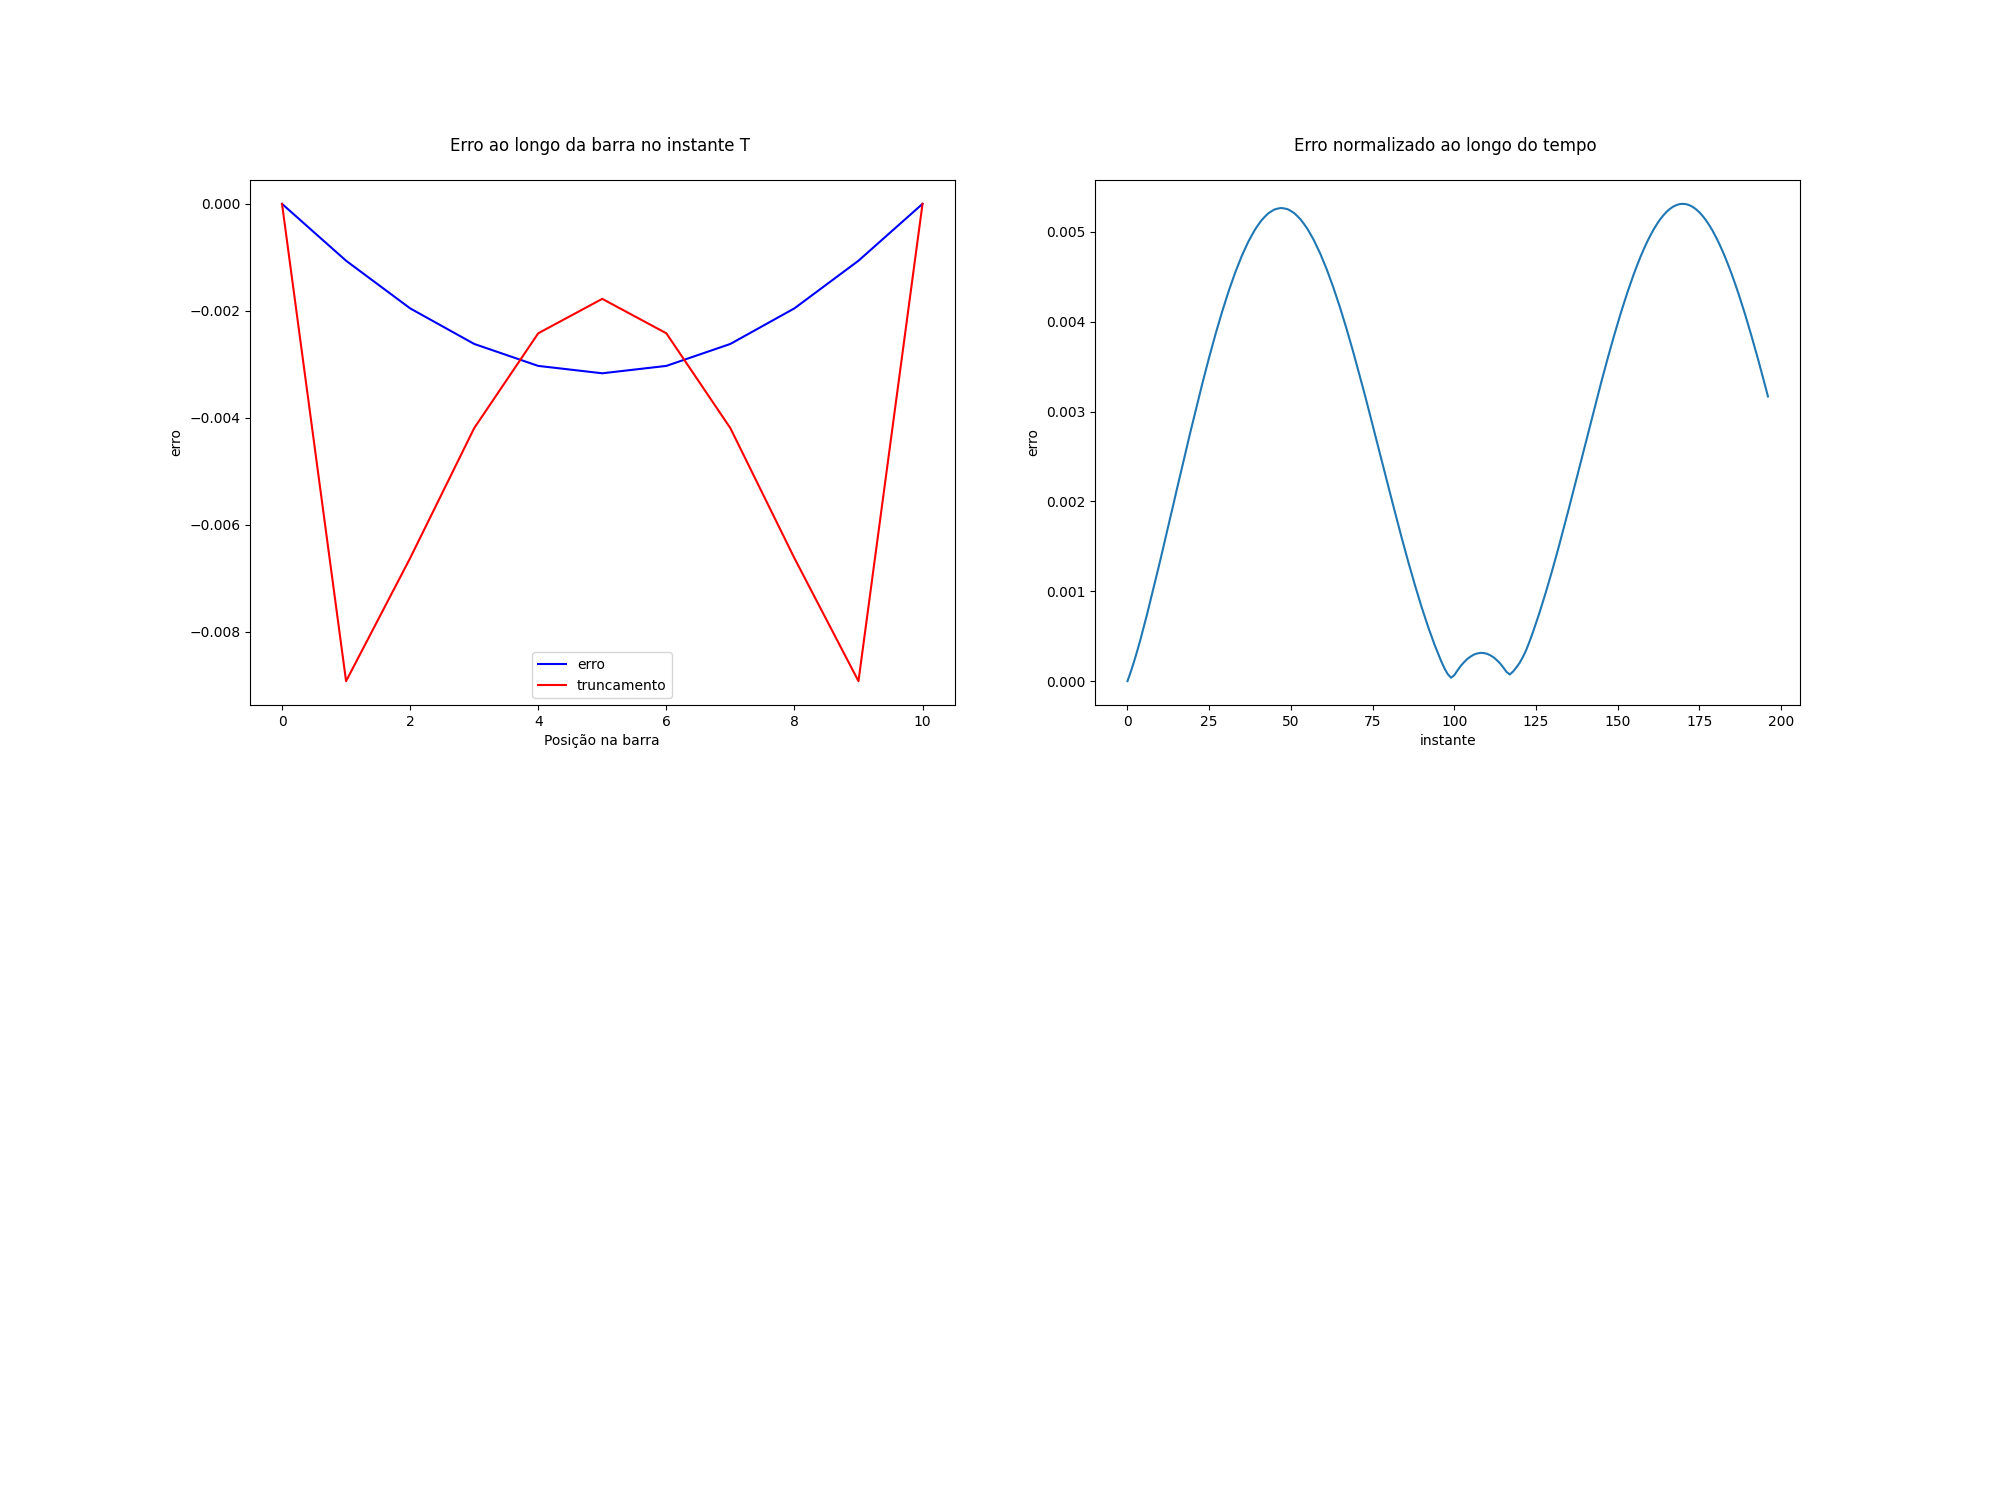 Erro ao longo da barra no instante T
0.000
−0.002
−0.004
−0.006
−0.008
erro
erro
truncamento
0 2 4 6 8 10
Posição na barra
Erro normalizado ao longo do tempo
0.005
0.004
0.003
0.002
0.001
0.000
erro
0 25 50 75 100 125 150 175 200
instante